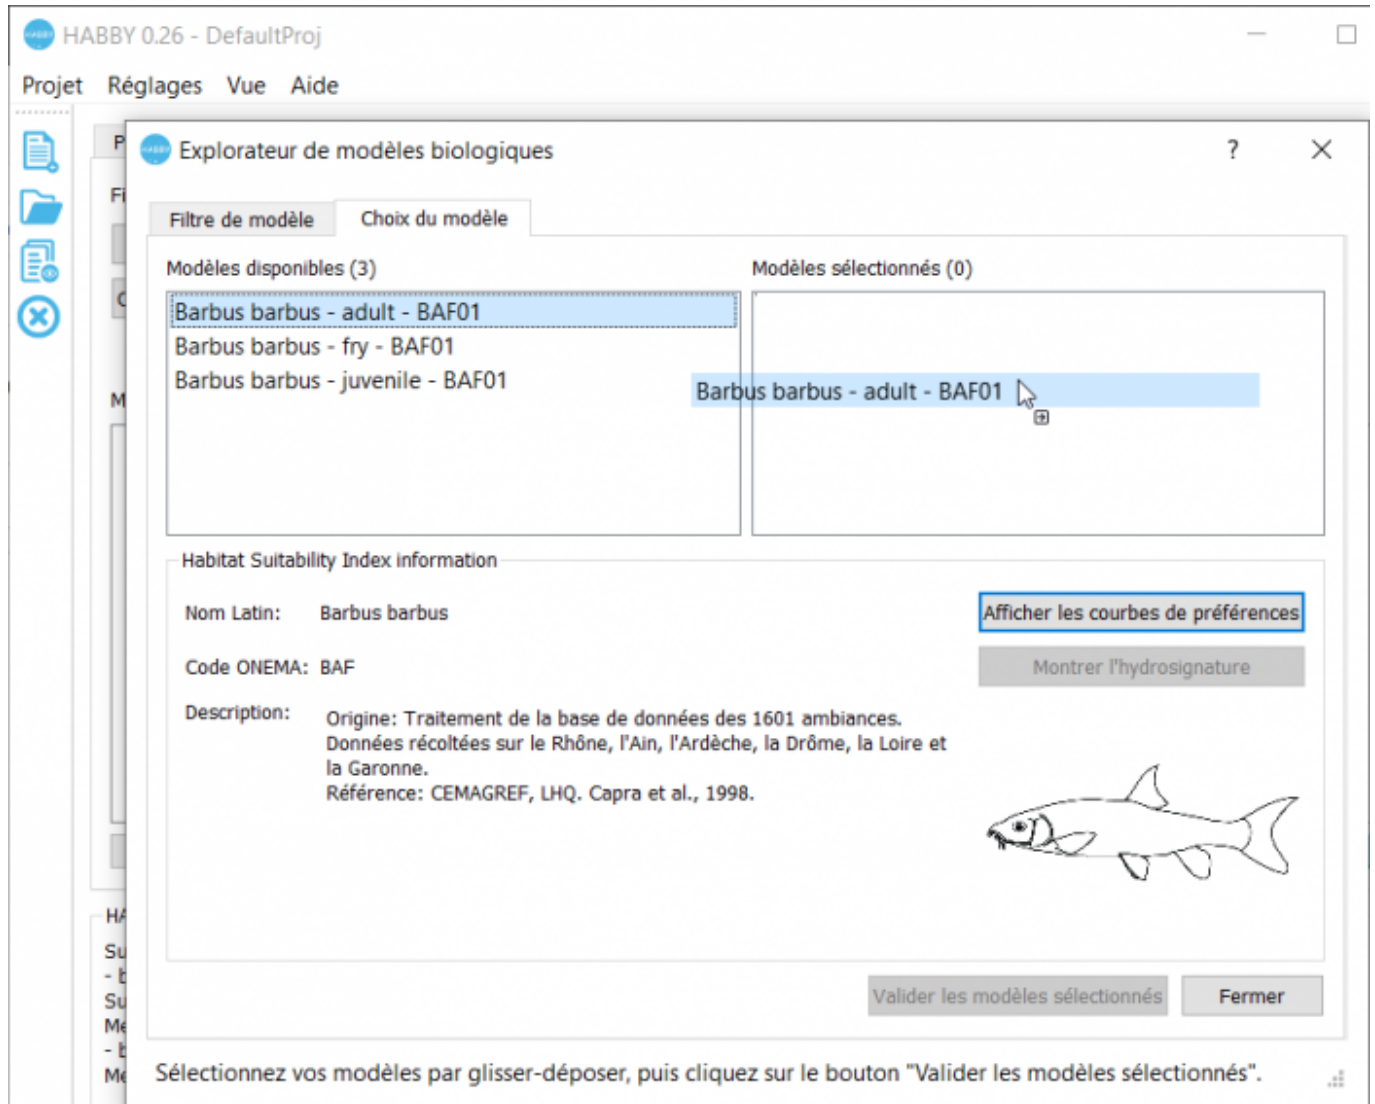 HABBY 0.26 - DefaultProj
Projet Réglages Vue Aide
Explorateur de modèles biologiques ?
Filtre de modèle Choix du modèle
Modèles disponibles (3) Modèles sélectionnés (0)
Barbus barbus - adult - BAF01
Barbus barbus - fry - BAF01
Barbus barbus - juvenile - BAF01
Barbus barbus - adult - BAF01
Habitat Suitability Index information
Nom Latin: Barbus barbus
Afficher les courbes de préférences
Code ONEMA: BAF
Montrer l'hydrosignature
Description:
Origine: Traitement de la base de données des 1601 ambiances.
Données récoltées sur le Rhône, l'Ain, l'Ardèche, la Drôme, la Loire et
la Garonne.
Référence: CEMAGREF, LHQ. Capra et al., 1998.
Valider les modèles sélectionnés Fermer
Sélectionnez vos modèles par glisser-déposer, puis cliquez sur le bouton "Valider les modèles sélectionnés".